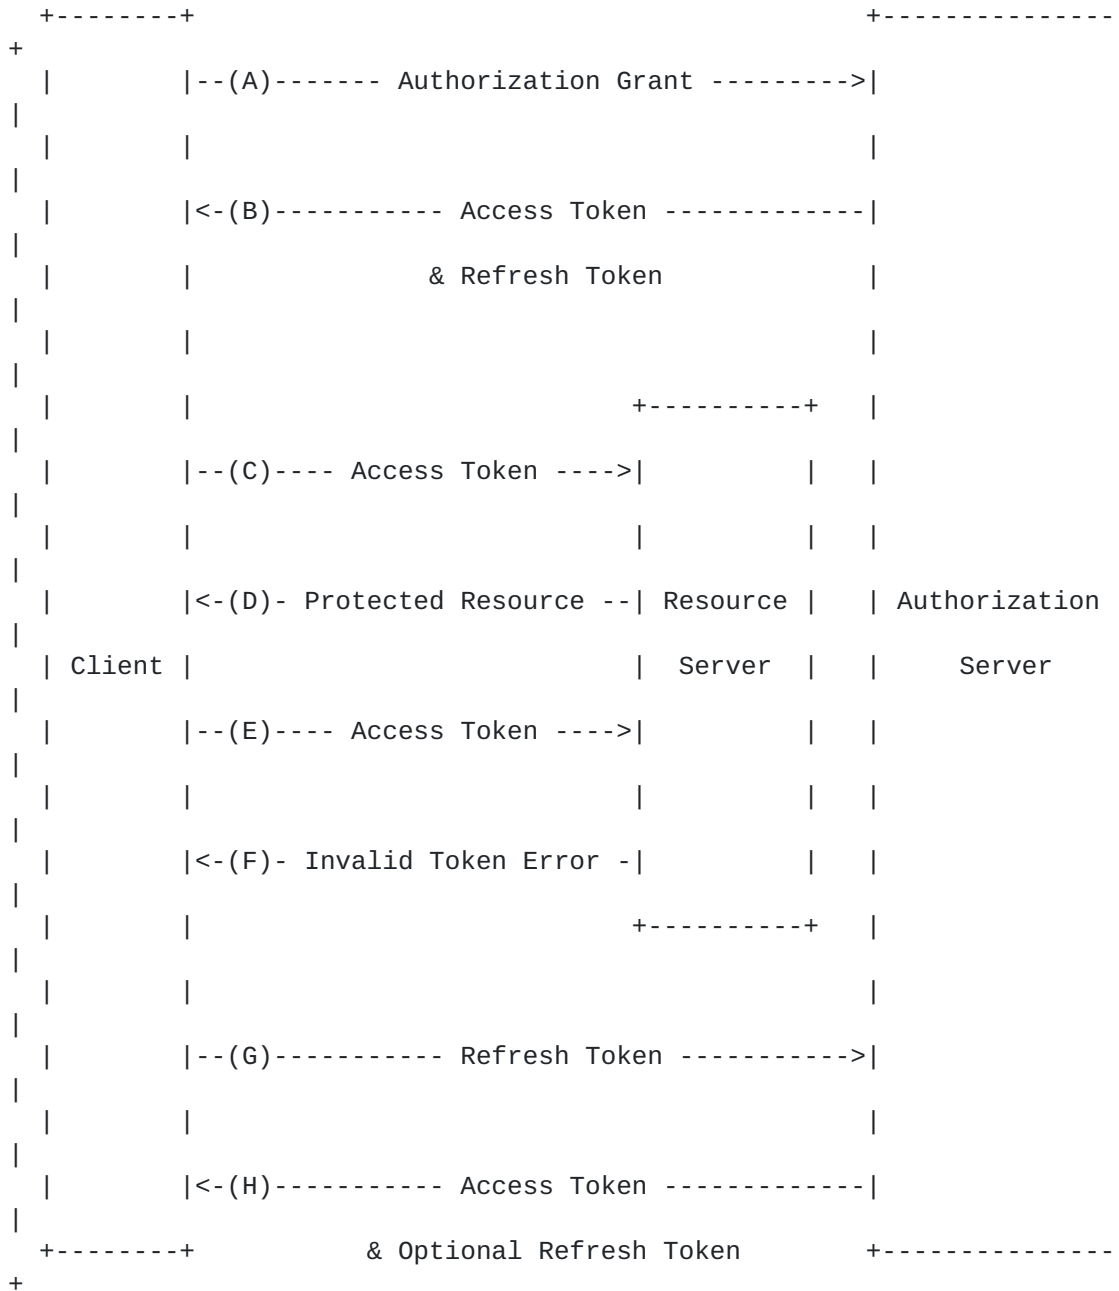 +--------+                                           +---------------
+
  |        |--(A)------- Authorization Grant --------->|
|
  |        |                                           |
|
  |        |<-(B)----------- Access Token -------------|
|
  |        |               & Refresh Token             |
|
  |        |                                           |
|
  |        |                            +----------+   |
|
  |        |--(C)---- Access Token ---->|          |   |
|
  |        |                            |          |   |
|
  |        |<-(D)- Protected Resource --| Resource |   | Authorization
|
  | Client |                            |  Server  |   |     Server
|
  |        |--(E)---- Access Token ---->|          |   |
|
  |        |                            |          |   |
|
  |        |<-(F)- Invalid Token Error -|          |   |
|
  |        |                            +----------+   |
|
  |        |                                           |
|
  |        |--(G)----------- Refresh Token ----------->|
|
  |        |                                           |
|
  |        |<-(H)----------- Access Token -------------|
|
  +--------+           & Optional Refresh Token        +---------------
+